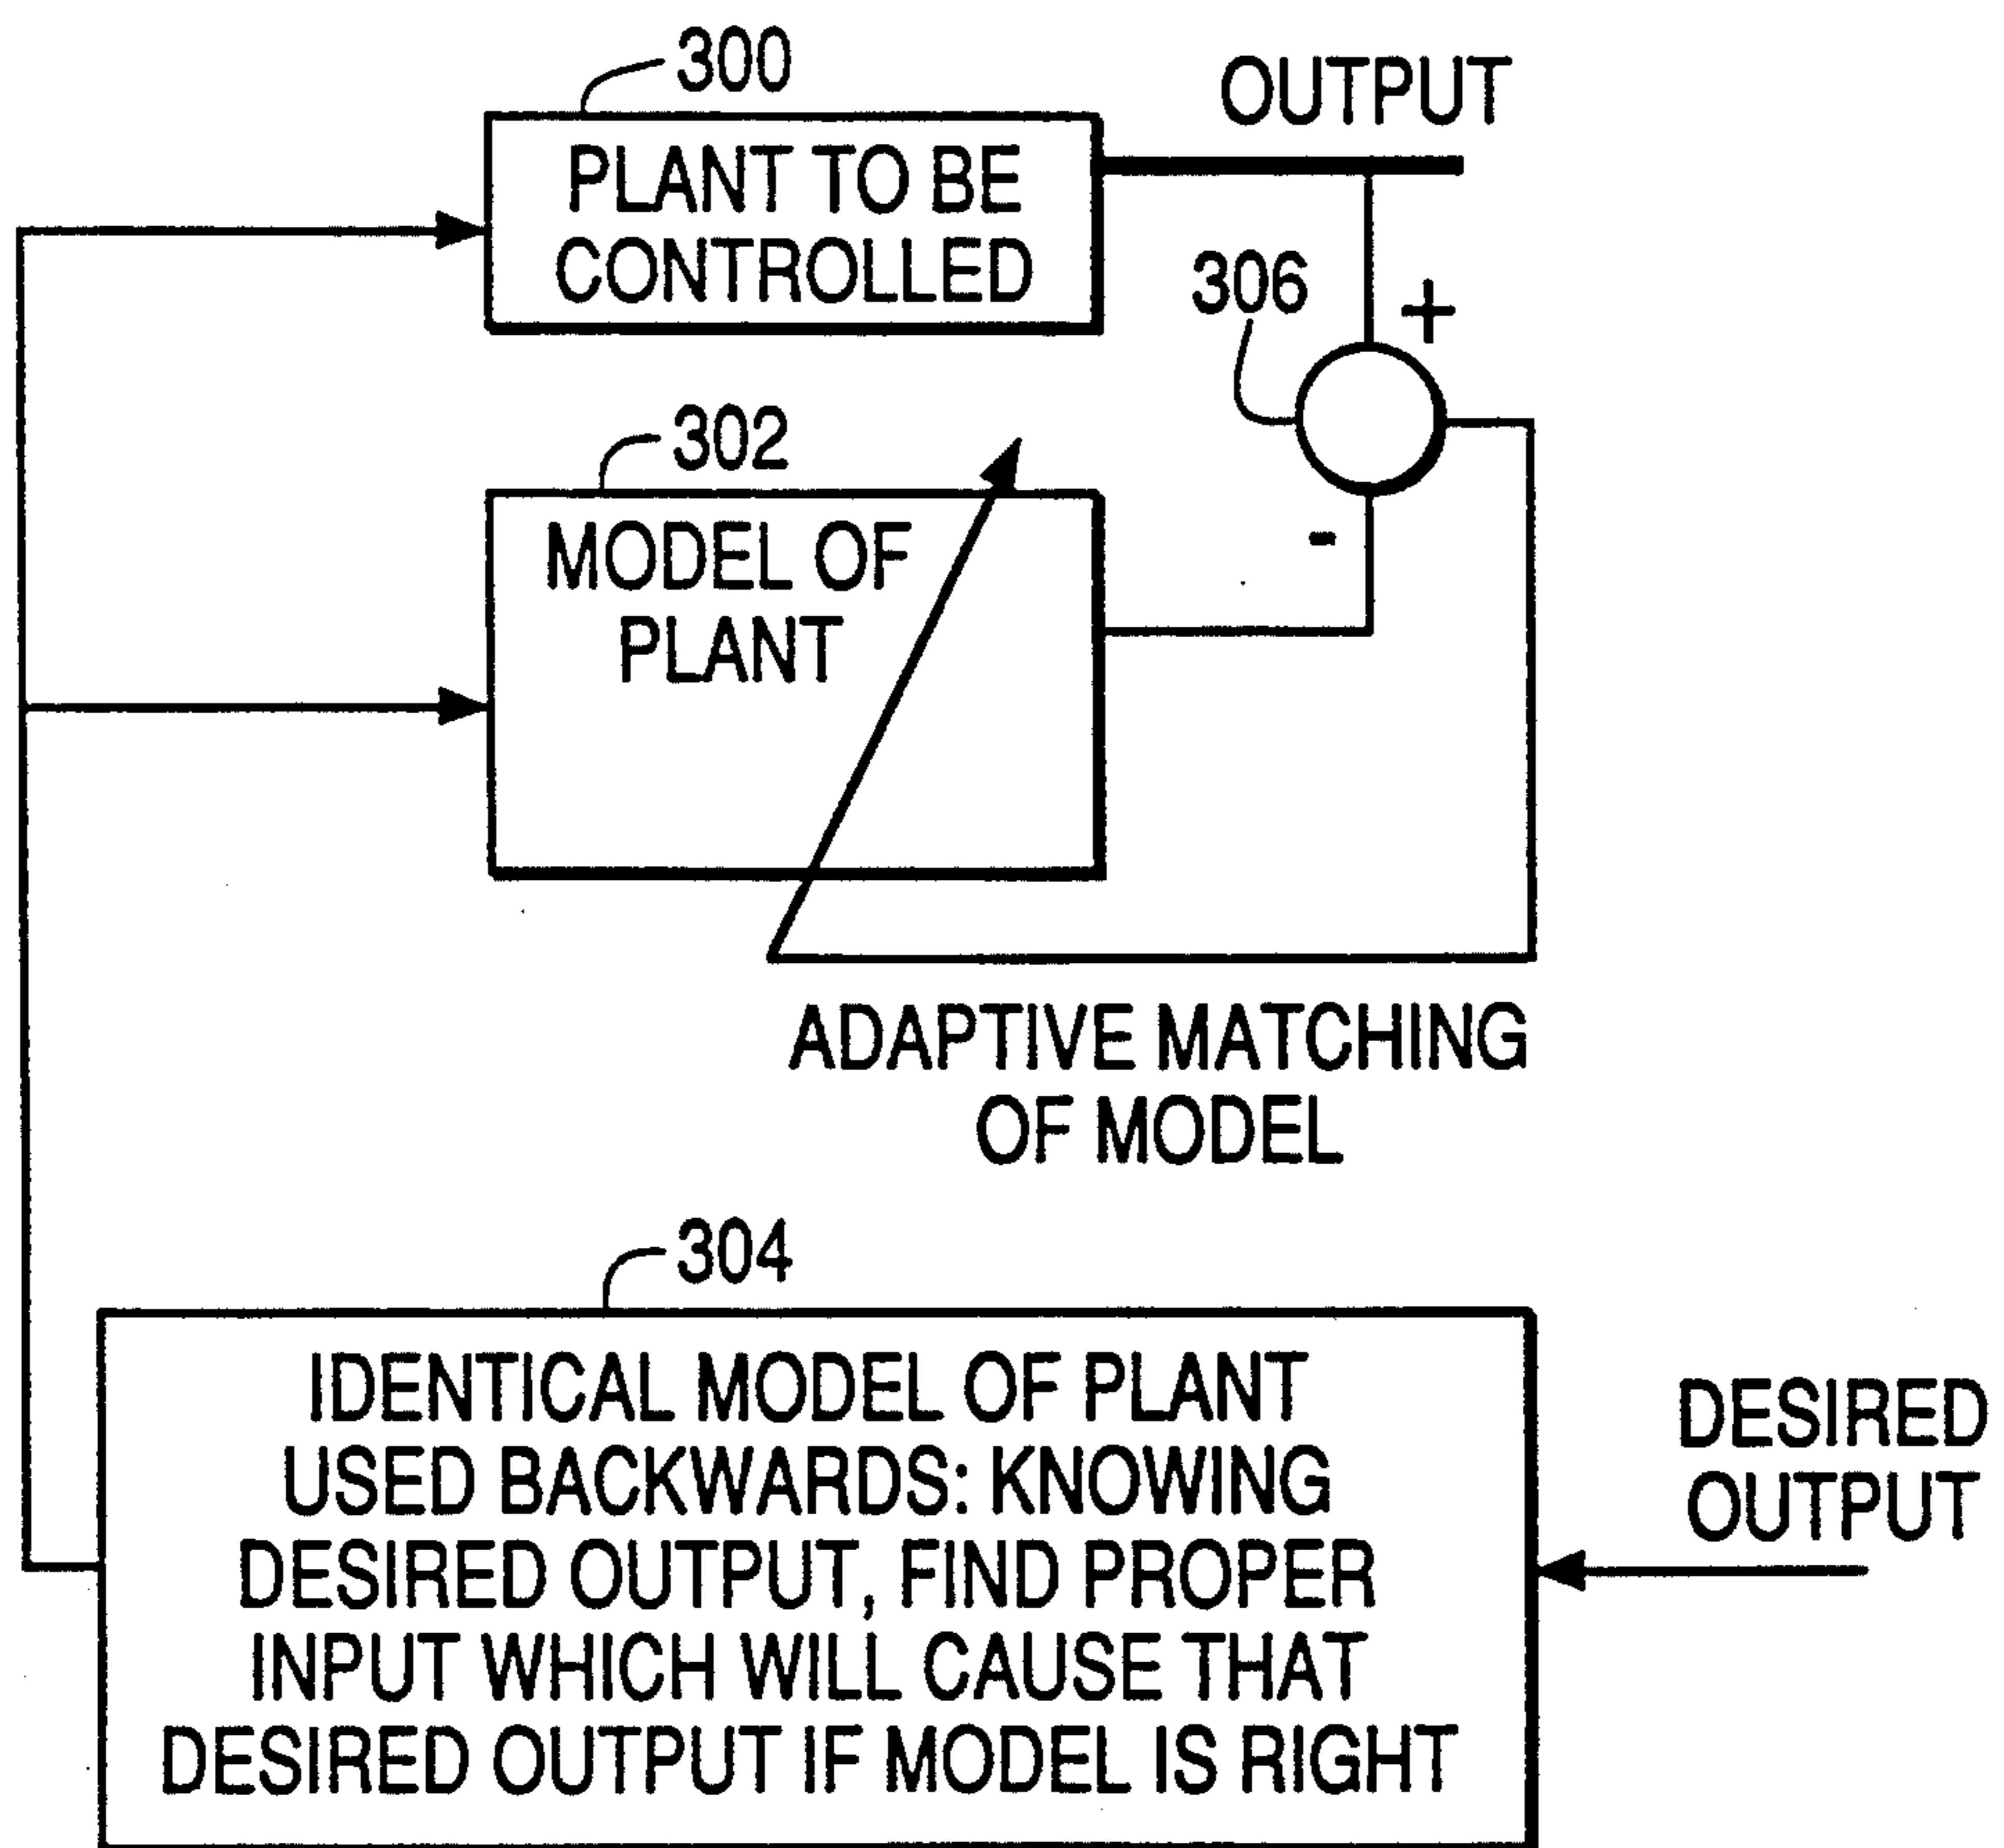 300
OUTPUT
PLANT TO BE
CONTROLLED
306
+
302
MODEL OF
PLANT
-
ADAPTIVE MATCHING
OF MODEL
304
IDENTICAL MODEL OF PLANT
USED BACKWARDS: KNOWING
DESIRED OUTPUT, FIND PROPER
INPUT WHICH WILL CAUSE THAT
DESIRED OUTPUT IF MODEL IS RIGHT
DESIRED
OUTPUT